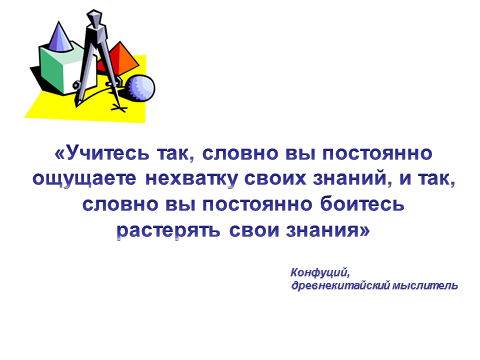 «Учитесь так, словно вы постоянно
ощущаете нехватку своих знаний, и так,
словно вы постоянно боитесь
растерять свои знания»
Конфуций,
древнекитайский мыслитель